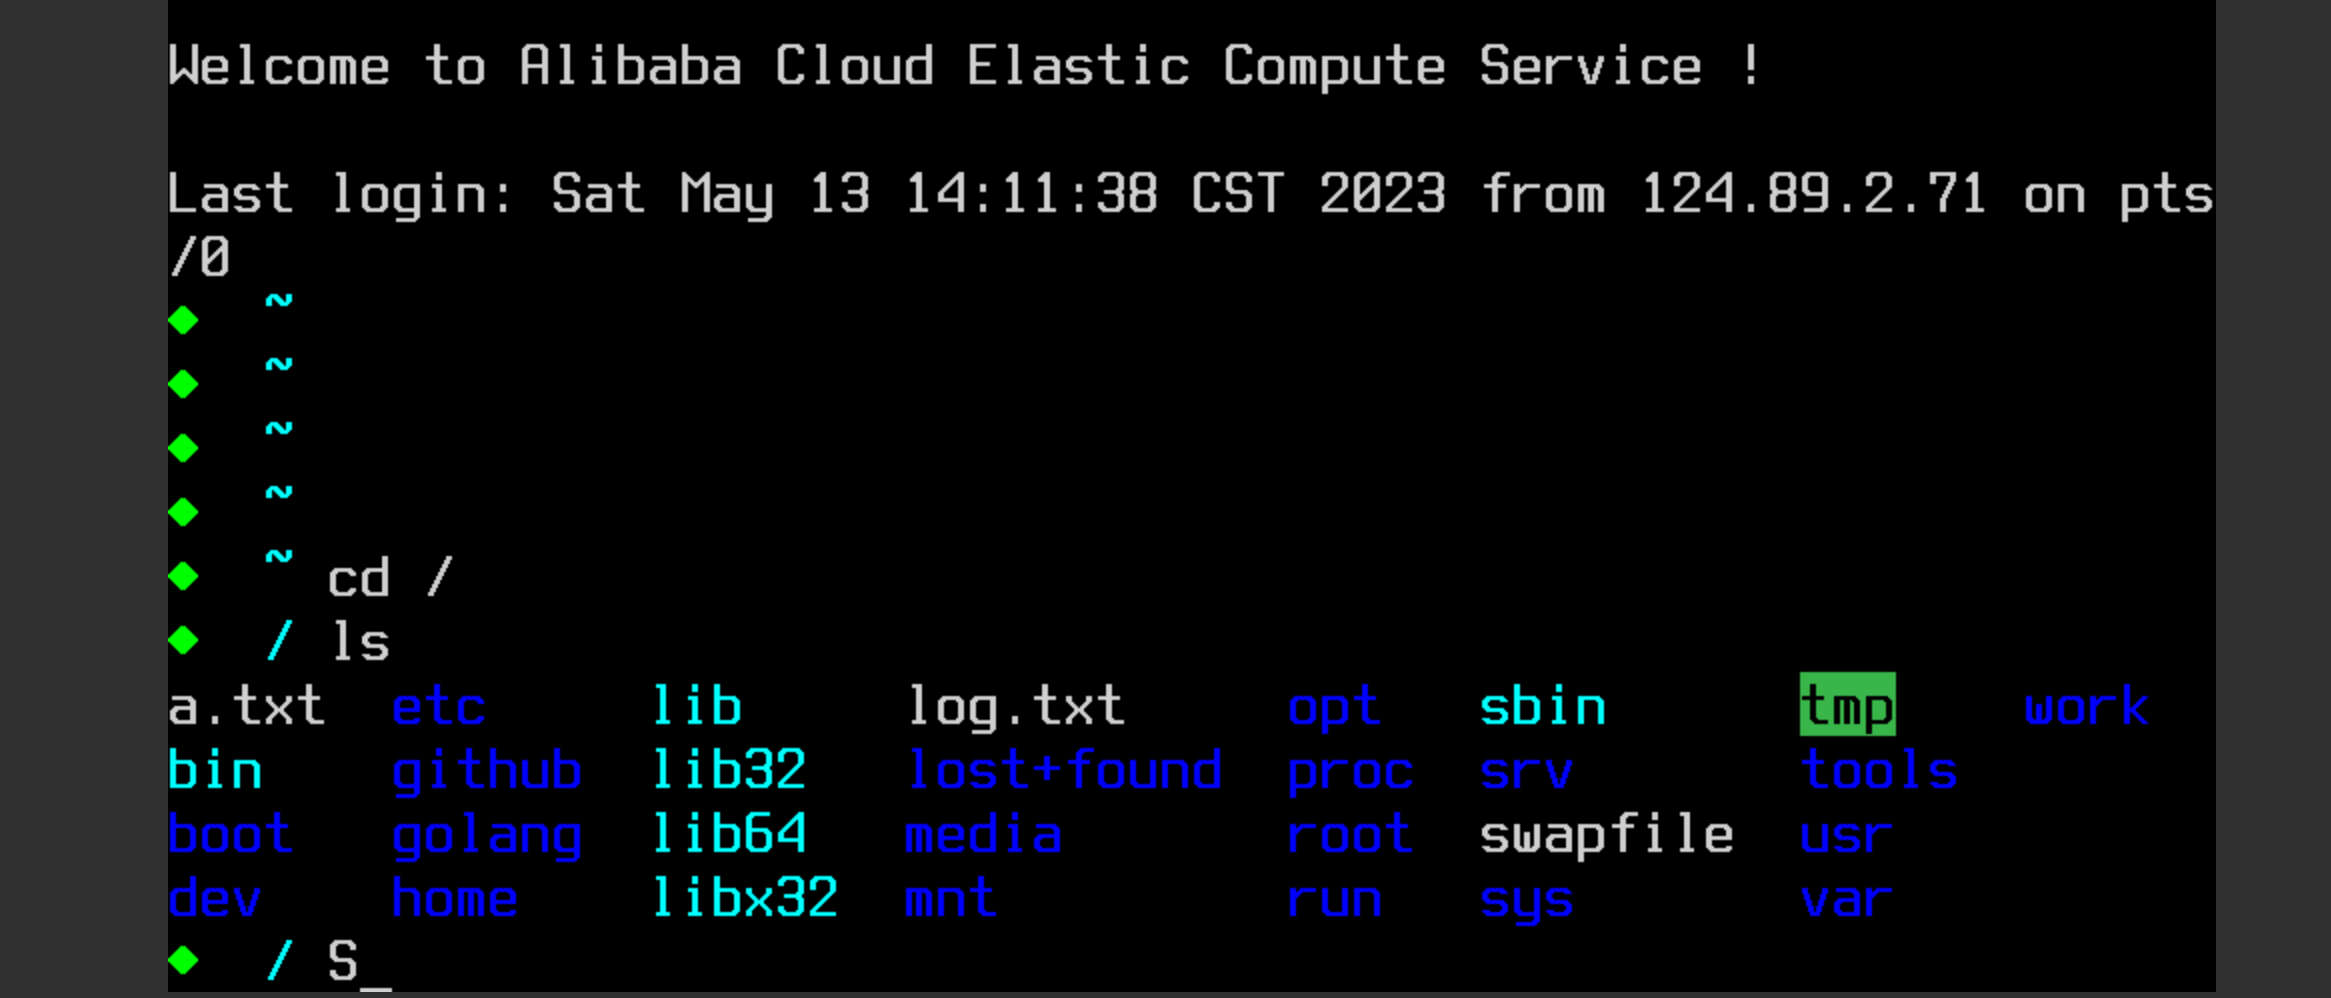 Welcome to Alibaba Cloud Elastic Compute Service !
Last login: Sat May 13 14:11:38 CST 2023 from 124.89.2.71 on pts
/0
◆  ~
◆  ~
◆  ~
◆  ~
◆  ~ cd /
◆  / ls
a.txt  etc     lib     log.txt     opt   sbin      tmp    work
bin    github  lib32   lost+found  proc  srv       tools
boot   golang  lib64   media       root  swapfile  usr
dev    home    libx32  mnt         run   sys       var
◆  / S_